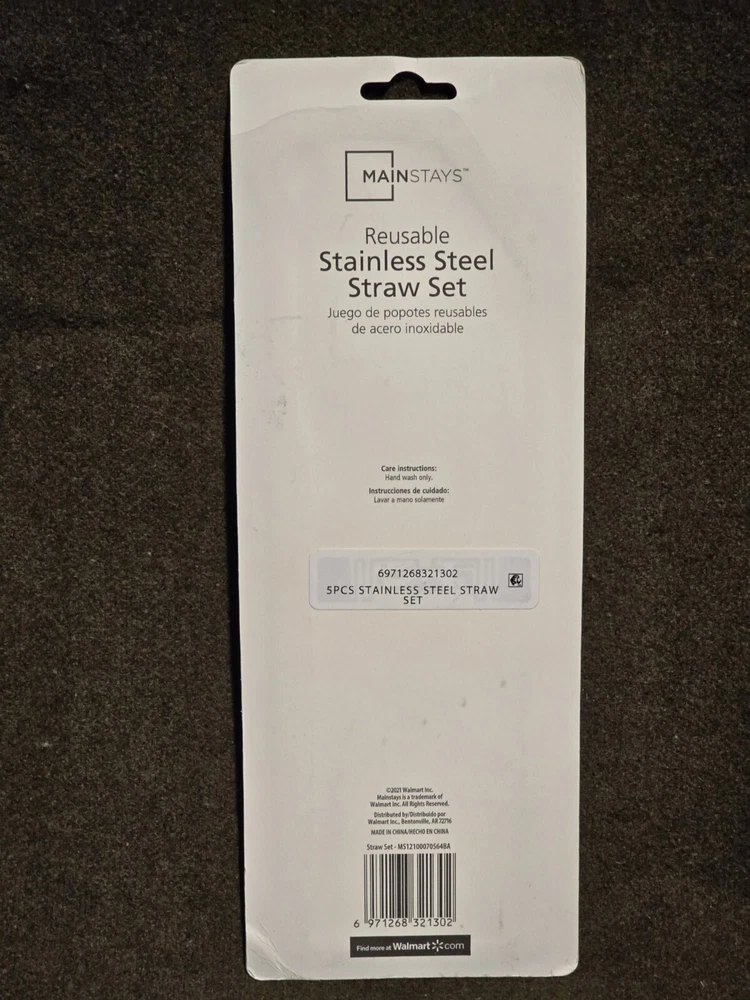 MAINSTAYS™
Reusable
Stainless Steel
Straw Set
Juego de popotes reusables
de acero inoxidable
Care instructions:
Hand wash only.
Instrucciones de cuidado:
Lavar a mano solamente
6971268321302
5PCS STAINLESS STEEL STRAW
SET
©2021 Walmart Inc.
Mainstays is a trademark of
Walmart Inc. All Rights Reserved.
Distributed by/Distribuido por
Walmart Inc., Bentonville, AR 72716
MADE IN CHINA/HECHO EN CHINA
Straw Set - MS12100070564BA
6 971268 321302
Find more at Walmart.com